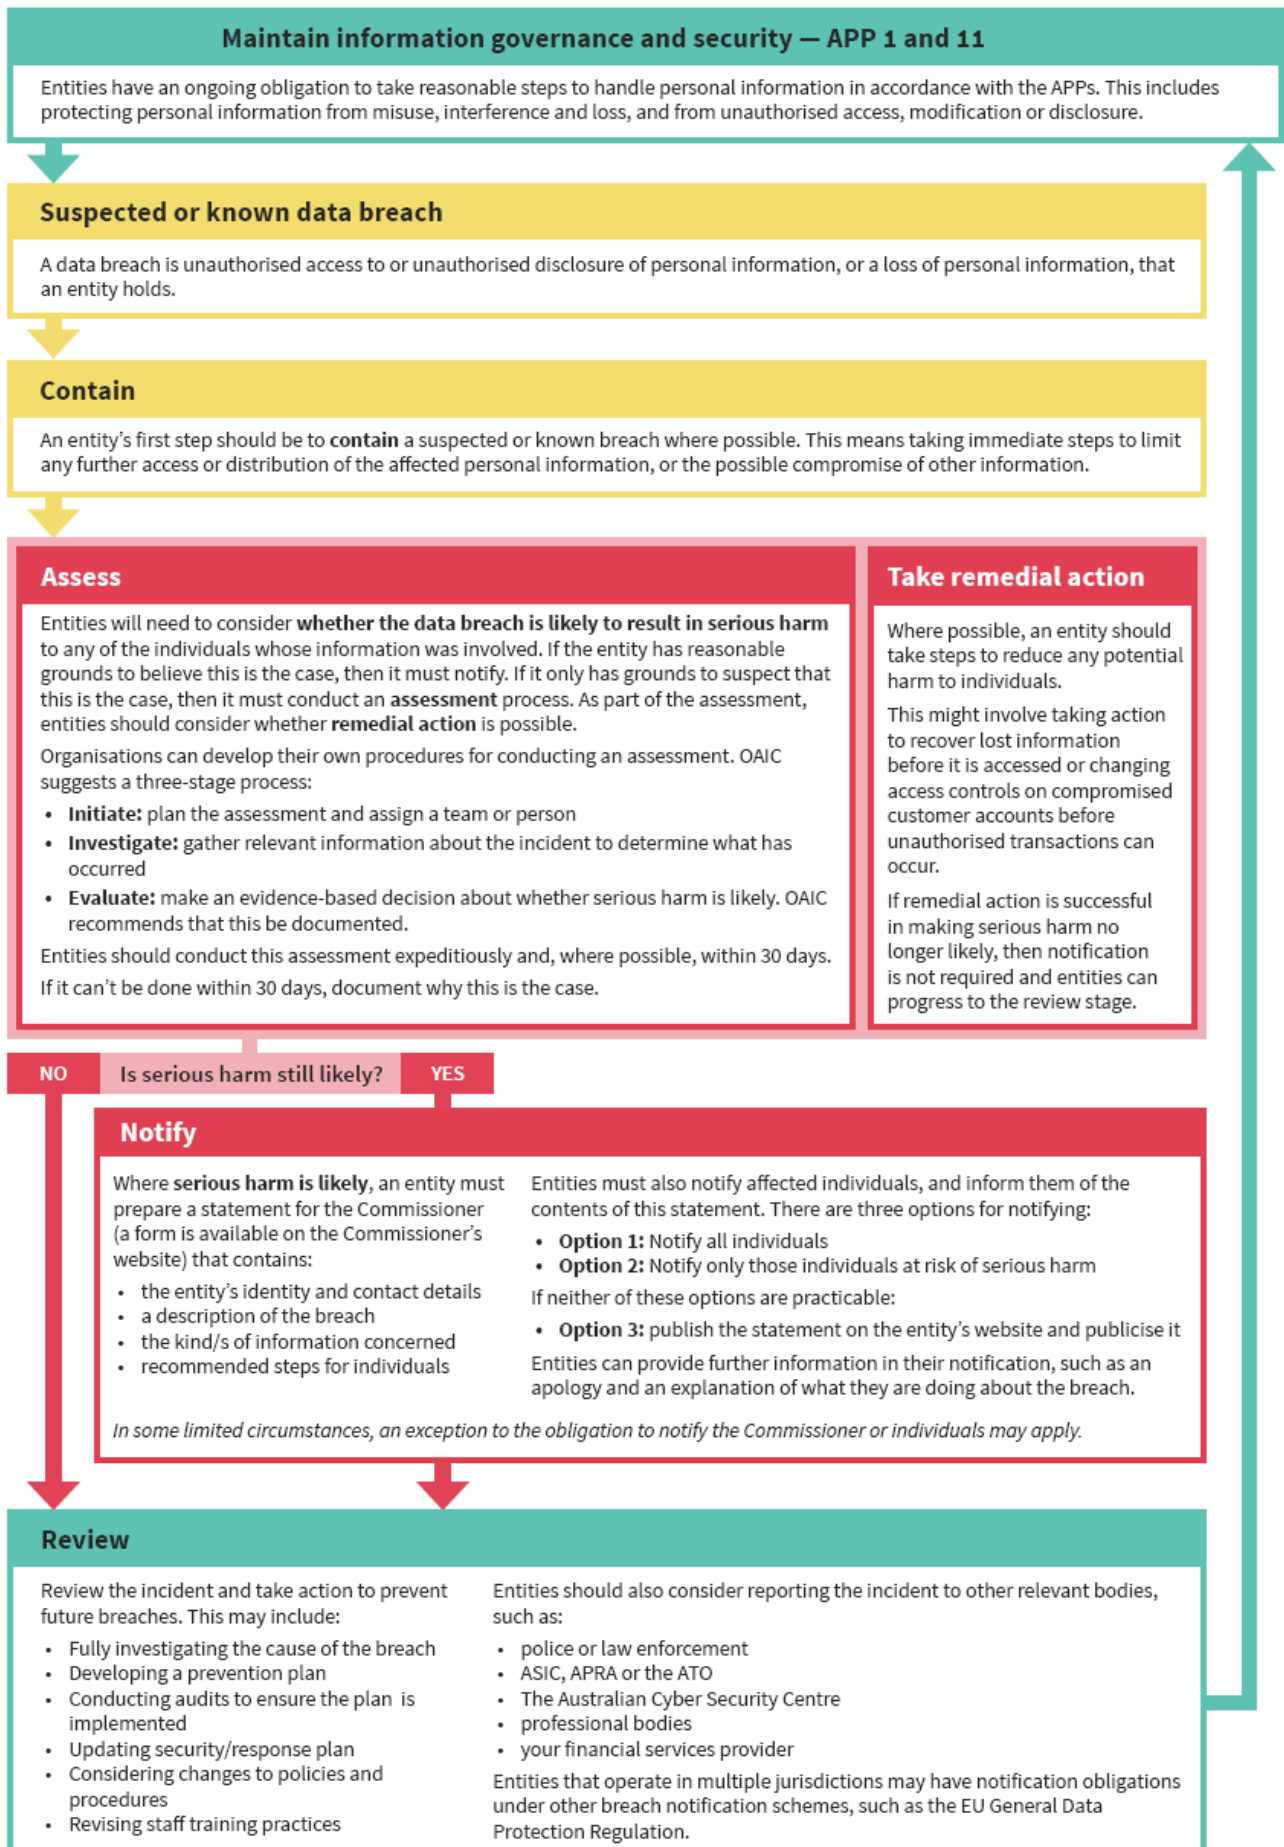 Maintain information governance and security — APP 1 and 11
Entities have an ongoing obligation to take reasonable steps to handle personal information in accordance with the APPs. This includes
protecting personal information from misuse, interference and loss, and from unauthorised access, modification or disclosure.
Suspected or known data breach
A data breach is unauthorised access to or unauthorised disclosure of personal information, or a loss of personal information, that
an entity holds.
Contain
An entity’s first step should be to contain a suspected or known breach where possible. This means taking immediate steps to limit
any further access or distribution of the affected personal information, or the possible compromise of other information.
Assess
Entities will need to consider whether the data breach is likely to result in serious harm
to any of the individuals whose information was involved. If the entity has reasonable
grounds to believe this is the case, then it must notify. If it only has grounds to suspect that
this is the case, then it must conduct an assessment process. As part of the assessment,
entities should consider whether remedial action is possible.
Organisations can develop their own procedures for conducting an assessment. OAIC
suggests a three-stage process:
• Initiate: plan the assessment and assign a team or person
• Investigate: gather relevant information about the incident to determine what has
occurred
• Evaluate: make an evidence-based decision about whether serious harm is likely. OAIC
recommends that this be documented.
Entities should conduct this assessment expeditiously and, where possible, within 30 days.
If it can’t be done within 30 days, document why this is the case.
Take remedial action
Where possible, an entity should
take steps to reduce any potential
harm to individuals.
This might involve taking action
to recover lost information
before it is accessed or changing
access controls on compromised
customer accounts before
unauthorised transactions can
occur.
If remedial action is successful
in making serious harm no
longer likely, then notification
is not required and entities can
progress to the review stage.
NO
Is serious harm still likely?
YES
Notify
Where serious harm is likely, an entity must
prepare a statement for the Commissioner
(a form is available on the Commissioner’s
website) that contains:
• the entity’s identity and contact details
• a description of the breach
• the kind/s of information concerned
• recommended steps for individuals
Entities must also notify affected individuals, and inform them of the
contents of this statement. There are three options for notifying:
• Option 1: Notify all individuals
• Option 2: Notify only those individuals at risk of serious harm
If neither of these options are practicable:
• Option 3: publish the statement on the entity’s website and publicise it
Entities can provide further information in their notification, such as an
apology and an explanation of what they are doing about the breach.
In some limited circumstances, an exception to the obligation to notify the Commissioner or individuals may apply.
Review
Review the incident and take action to prevent
future breaches. This may include:
• Fully investigating the cause of the breach
• Developing a prevention plan
• Conducting audits to ensure the plan is
implemented
• Updating security/response plan
• Considering changes to policies and
procedures
• Revising staff training practices
Entities should also consider reporting the incident to other relevant bodies,
such as:
• police or law enforcement
• ASIC, APRA or the ATO
• The Australian Cyber Security Centre
• professional bodies
• your financial services provider
Entities that operate in multiple jurisdictions may have notification obligations
under other breach notification schemes, such as the EU General Data
Protection Regulation.